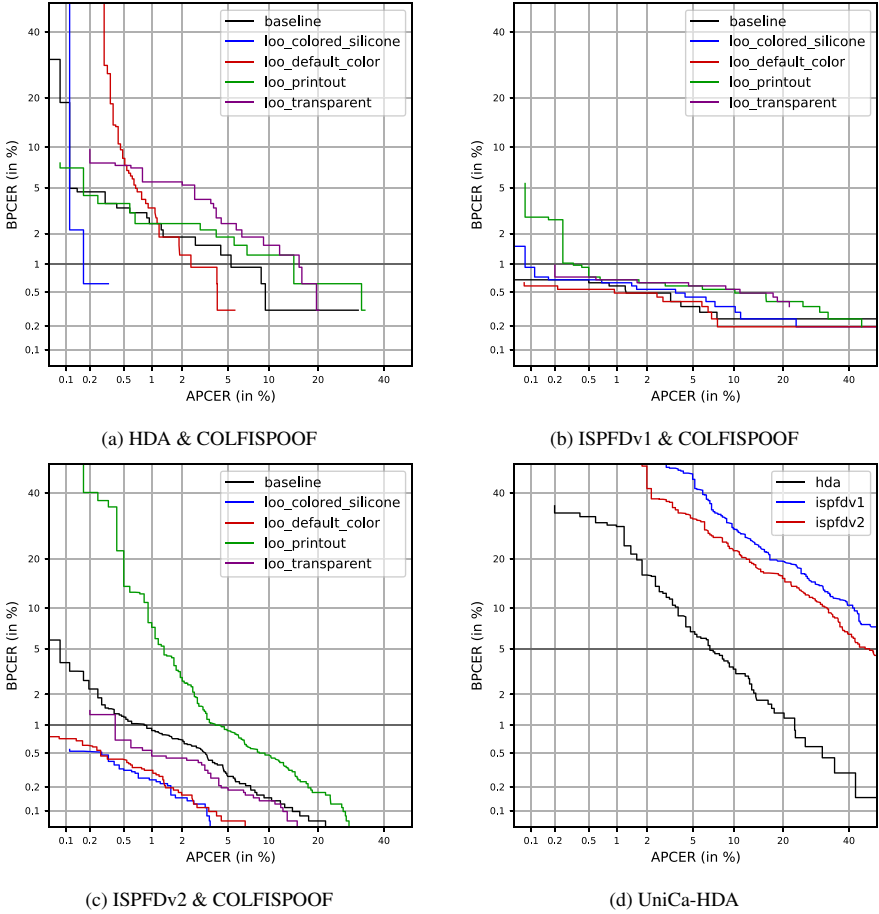 BPCER (in %)
40
20
10
5
2
1
0.5
0.2
0.1
baseline
loo_colored_silicone
loo_default_color
loo_printout
loo_transparent
0.1 0.2 0.5 1 2 5 10 20 40
APCER (in %)
(a) HDA & COLFISPOOF
BPCER (in %)
40
20
10
5
2
1
0.5
0.2
0.1
baseline
loo_colored_silicone
loo_default_color
loo_printout
loo_transparent
0.1 0.2 0.5 1 2 5 10 20 40
APCER (in %)
(b) ISPFDv1 & COLFISPOOF
BPCER (in %)
40
20
10
5
2
1
0.5
0.2
0.1
baseline
loo_colored_silicone
loo_default_color
loo_printout
loo_transparent
0.1 0.2 0.5 1 2 5 10 20 40
APCER (in %)
(c) ISPFDv2 & COLFISPOOF
BPCER (in %)
40
20
10
5
2
1
0.5
0.2
0.1
hda
ispfdv1
ispfdv2
0.1 0.2 0.5 1 2 5 10 20 40
APCER (in %)
(d) UniCa-HDA